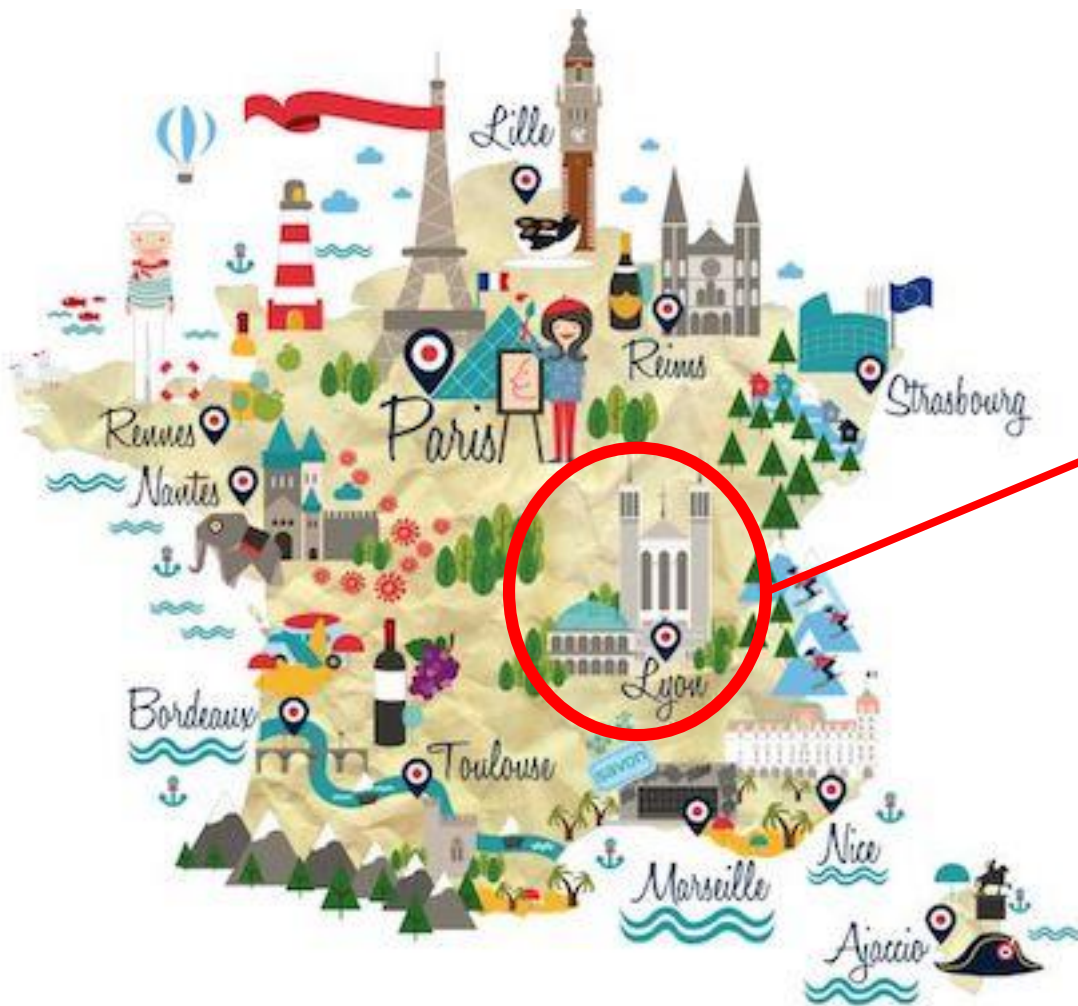 Lille
Reims
Strasbourg
Paris
Rennes
Nantes
Lyon
Bordeaux
Toulouse
savon
Nice
Marseille
Ajaccio